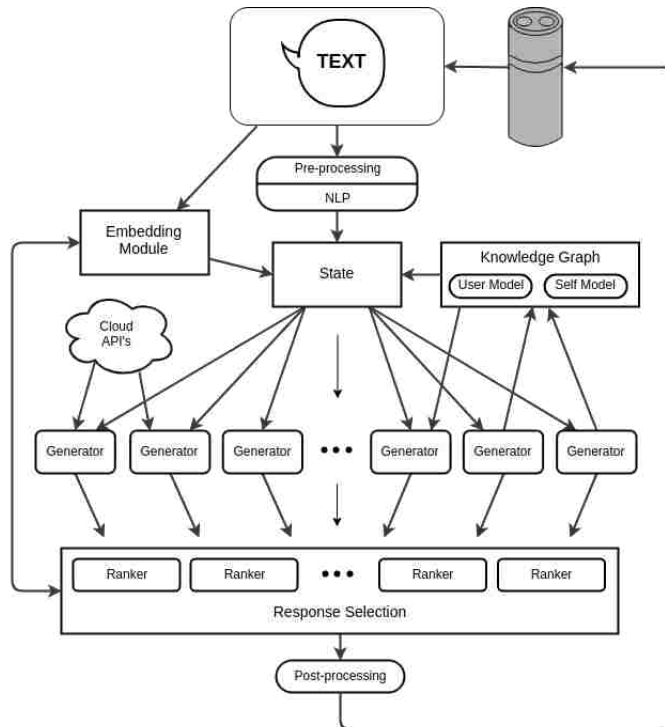 TEXT
Pre-processing
NLP
Embedding
Module
State
Knowledge Graph
User Model
Self Model
Cloud
API's
Generator
Generator
Generator
•••
Generator
Generator
Generator
Ranker
Ranker
•••
Ranker
Ranker
Response Selection
Post-processing